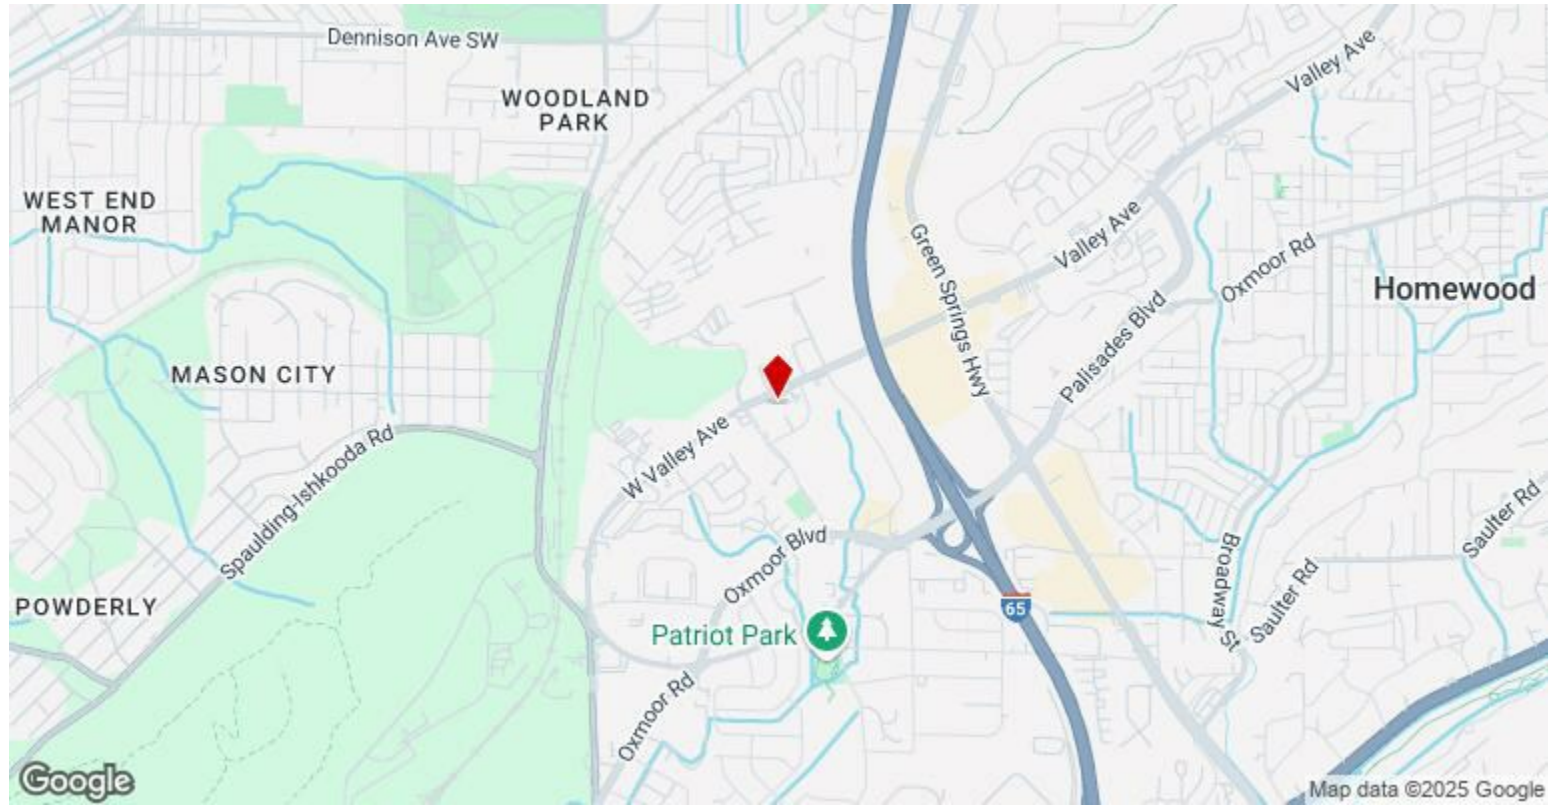 Dennison Ave SW
Valley Ave
WOODLAND
PARK
WEST END
MANOR
Green Springs Hwy
Valley Ave
Oxmoor Rd
Homewood
Palisades Blvd
MASON CITY
W Valley Ave
Spaulding-Ishkooda Rd
Oxmoor Blvd
Broadway St
Saulter Rd
Saulter Rd
POWDERLY
65
Patriot Park
Oxmoor Rd
Google
Map data ©2025 Google